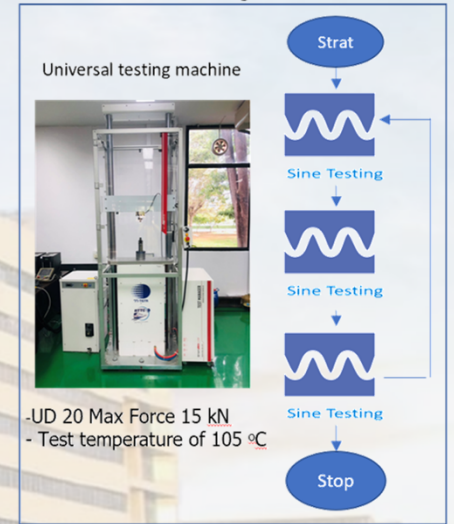 Strat
Universal testing machine
Sine Testing
Sine Testing
Sine Testing
-UD 20 Max Force 15 kN
- Test temperature of 105 ºC
Stop